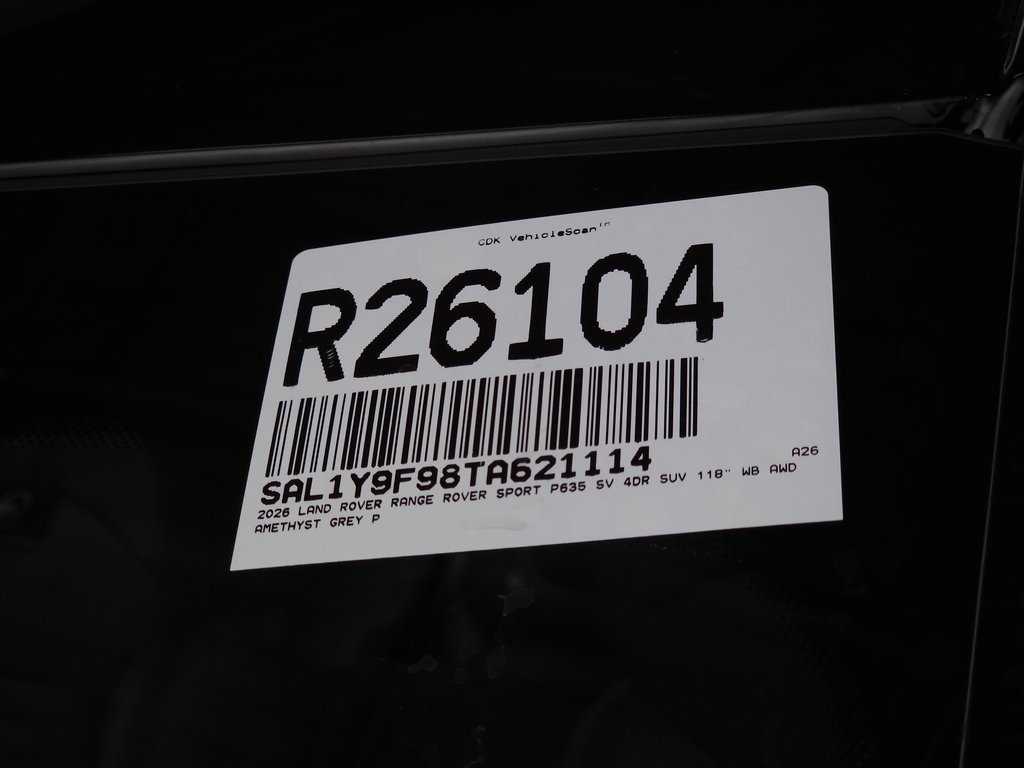 CDK VehicleScan™
R26104
SAL1Y9F98TA621114
A26
2026 LAND ROVER RANGE ROVER SPORT P635 SV 4DR SUV 118" WB AWD
AMETHYST GREY P